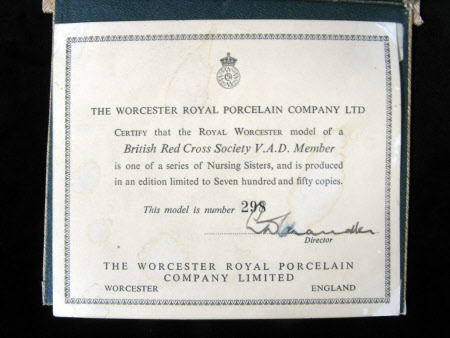 THE WORCESTER ROYAL PORCELAIN COMPANY LTD
CERTIFY that the ROYAL WORCESTER model of a
British Red Cross Society V.A.D. Member
is one of a series of Nursing Sisters, and is produced
in an edition limited to Seven hundred and fifty copies.
This model is number 298
Director
THE WORCESTER ROYAL PORCELAIN
COMPANY LIMITED
WORCESTER ENGLAND